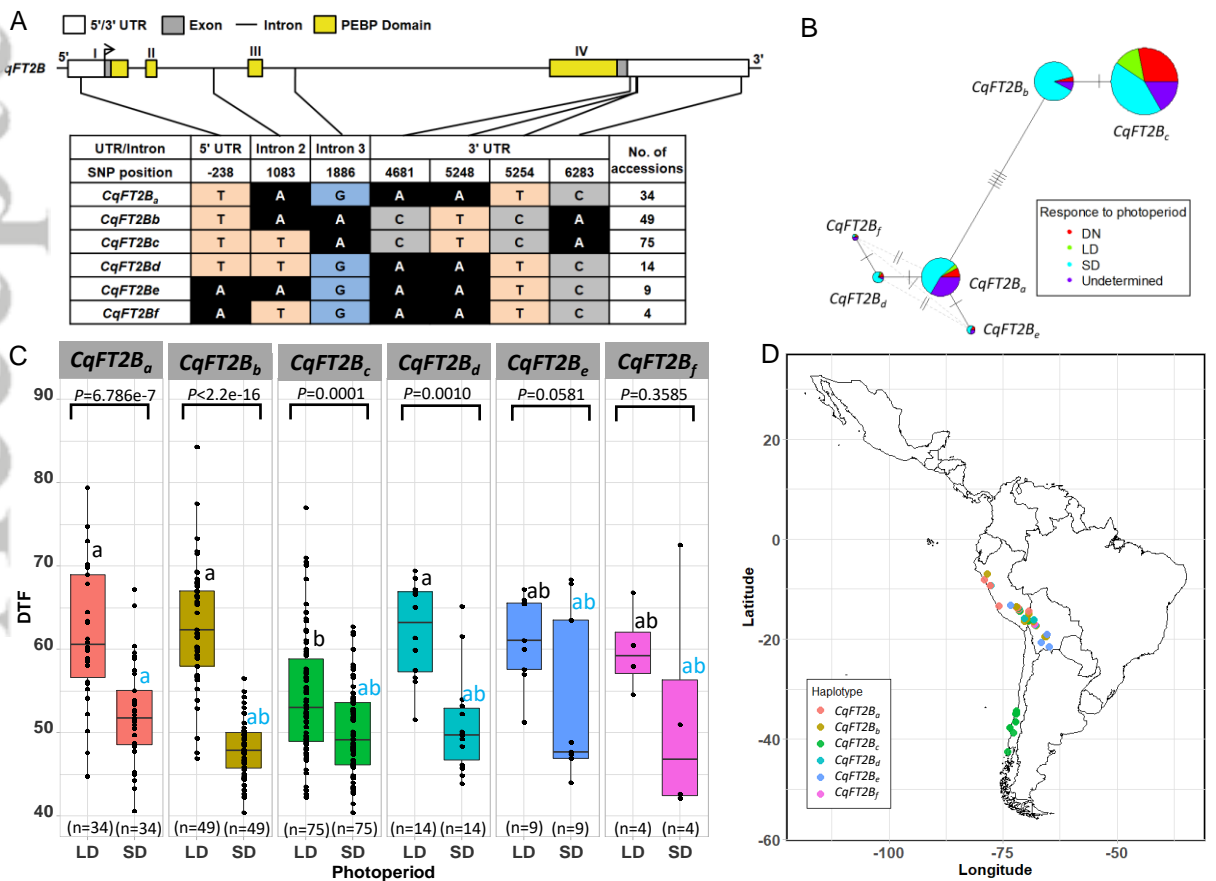 A
5'/3' UTR Exon Intron PEBP Domain
5' I II III IV 3'
qFT2B
UTR/Intron 5' UTR Intron 2 Intron 3 3' UTR No. of accessions
SNP position -238 1083 1886 4681 5248 5254 6283
CqFT2Ba T A G A A T C 34
CqFT2Bb T A A C T C A 49
CqFT2Bc T T A C T C A 75
CqFT2Bd T T G A A T C 14
CqFT2Be A A G A A T C 9
CqFT2Bf A T G A A T C 4
B
CqFT2Bb
CqFT2Bc
CqFT2Bf
CqFT2Bd
CqFT2Ba
CqFT2Be
Responce to photoperiod
DN
LD
SD
Undetermined
C
CqFT2Ba CqFT2Bb CqFT2Bc CqFT2Bd CqFT2Be CqFT2Bf
P=6.786e-7 P<2.2e-16 P=0.0001 P=0.0010 P=0.0581 P=0.3585
90
80
70
60
50
40
DTF
a a a ab b ab a ab ab ab ab ab
(n=34) (n=34) (n=49) (n=49) (n=75) (n=75) (n=14) (n=14) (n=9) (n=9) (n=4) (n=4)
LD SD LD SD LD SD LD SD LD SD LD SD
Photoperiod
D
20
0
-20
-40
-60
Latitude
Haplotype
CqFT2Ba
CqFT2Bb
CqFT2Bc
CqFT2Bd
CqFT2Be
CqFT2Bf
-100 -75 -50
Longitude